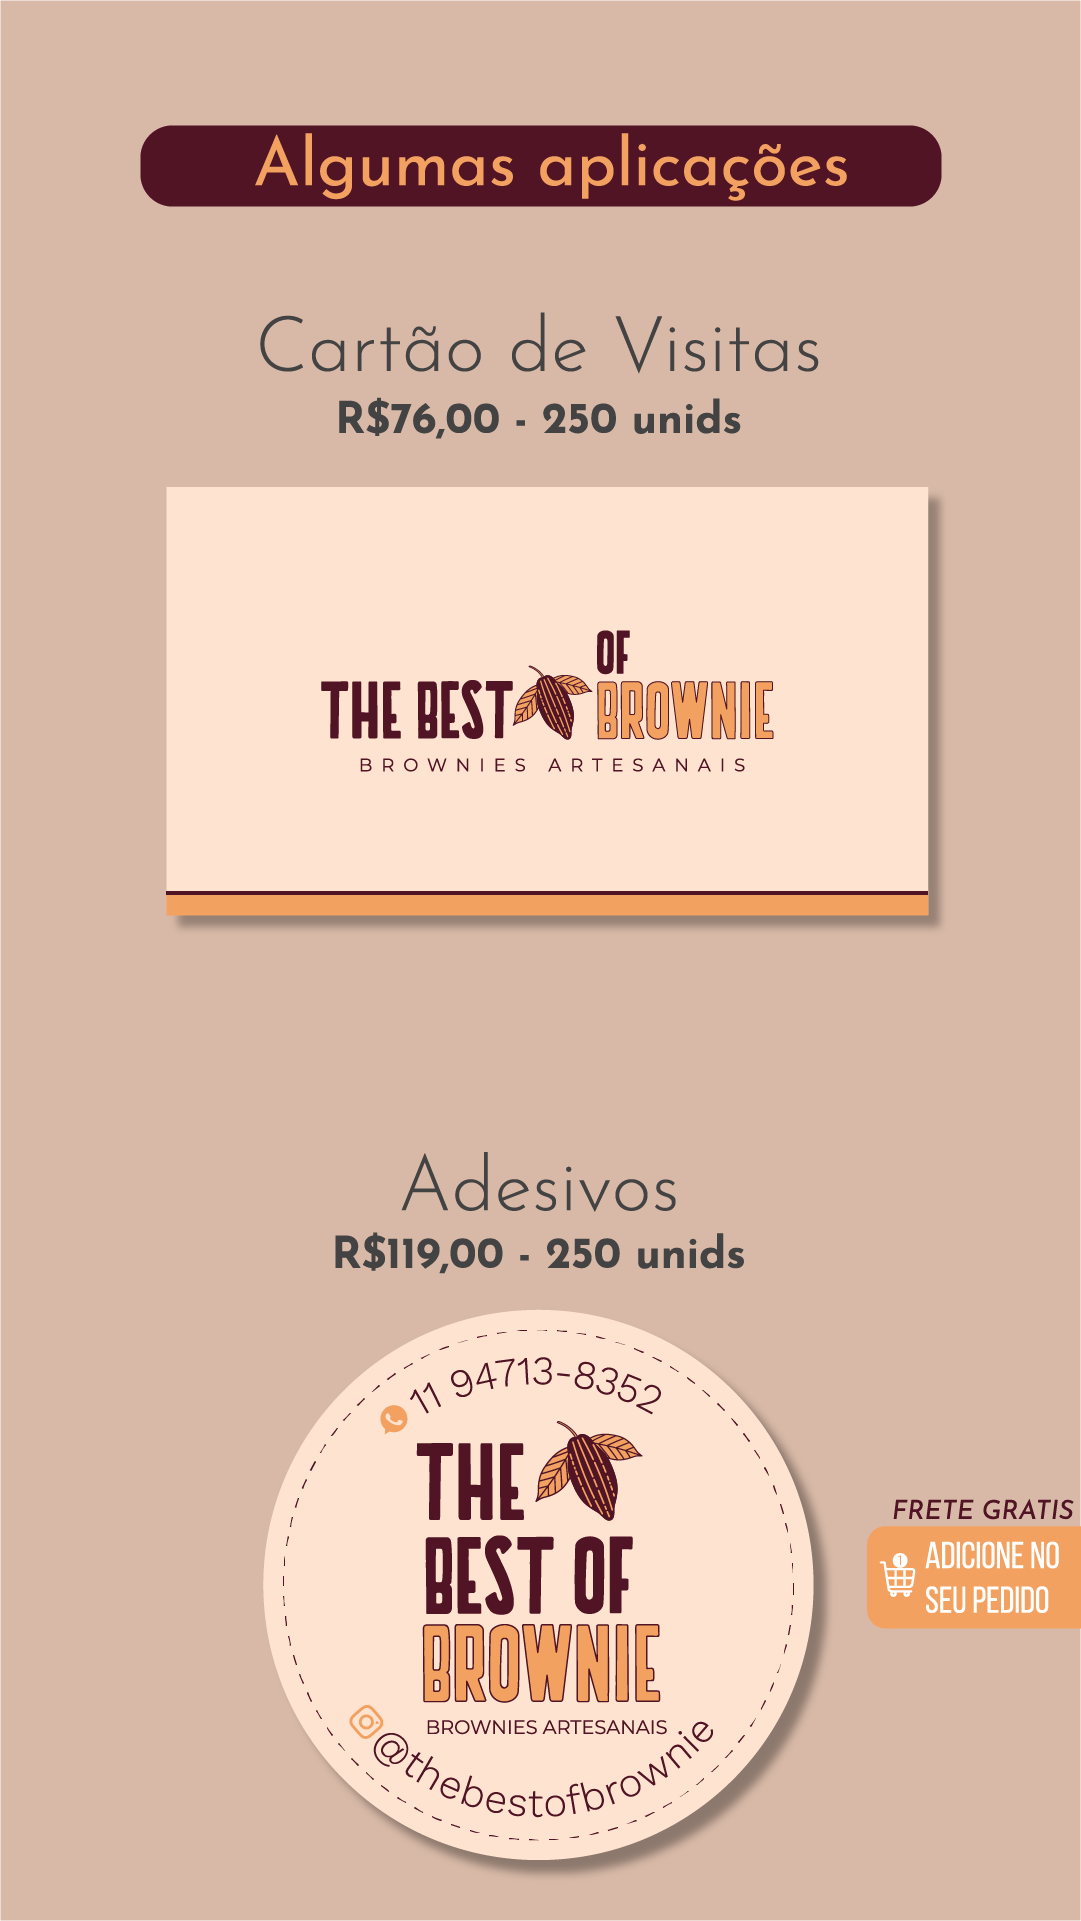 Algumas aplicações
Cartão de Visitas
R$76,00 - 250 unids
OF
THE BEST BROWNIE
BROWNIES ARTESANAIS
Adesivos
R$119,00 - 250 unids
11 94713-8352
THE
BEST OF
BROWNIE
BROWNIES ARTESANAIS
@thebestofbrownie
FRETE GRATIS
1
ADICIONE NO
SEU PEDIDO